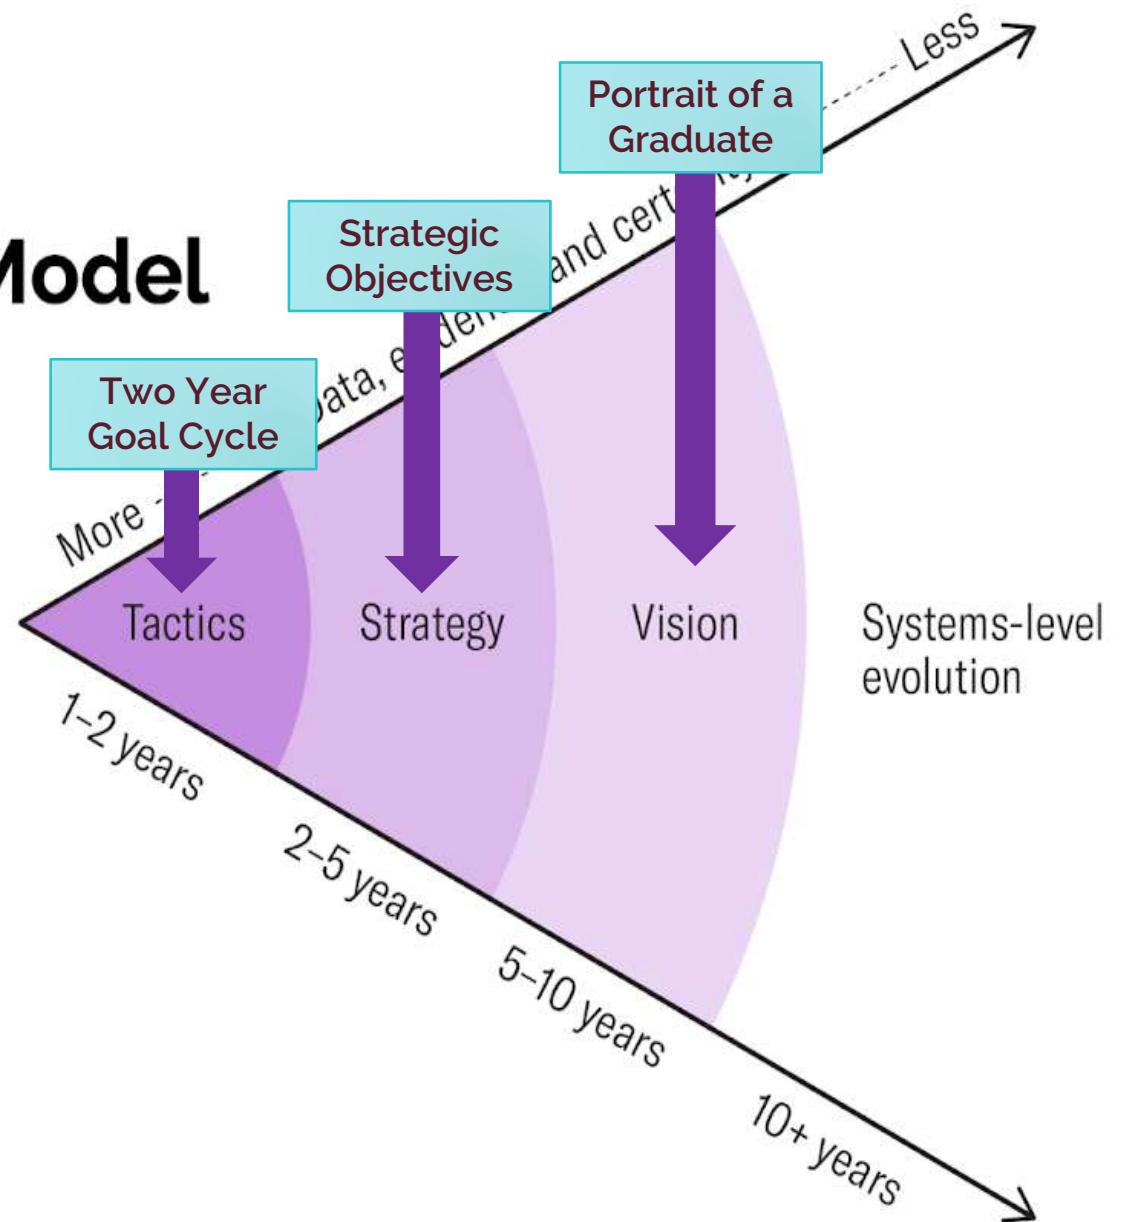 Less
Portrait of a
Graduate
Strategic
Objectives
Model
and
Two Year
Goal Cycle
More
Tactics
Strategy
Vision
Systems-level
evolution
1–2 years
2–5 years
5–10 years
10+ years